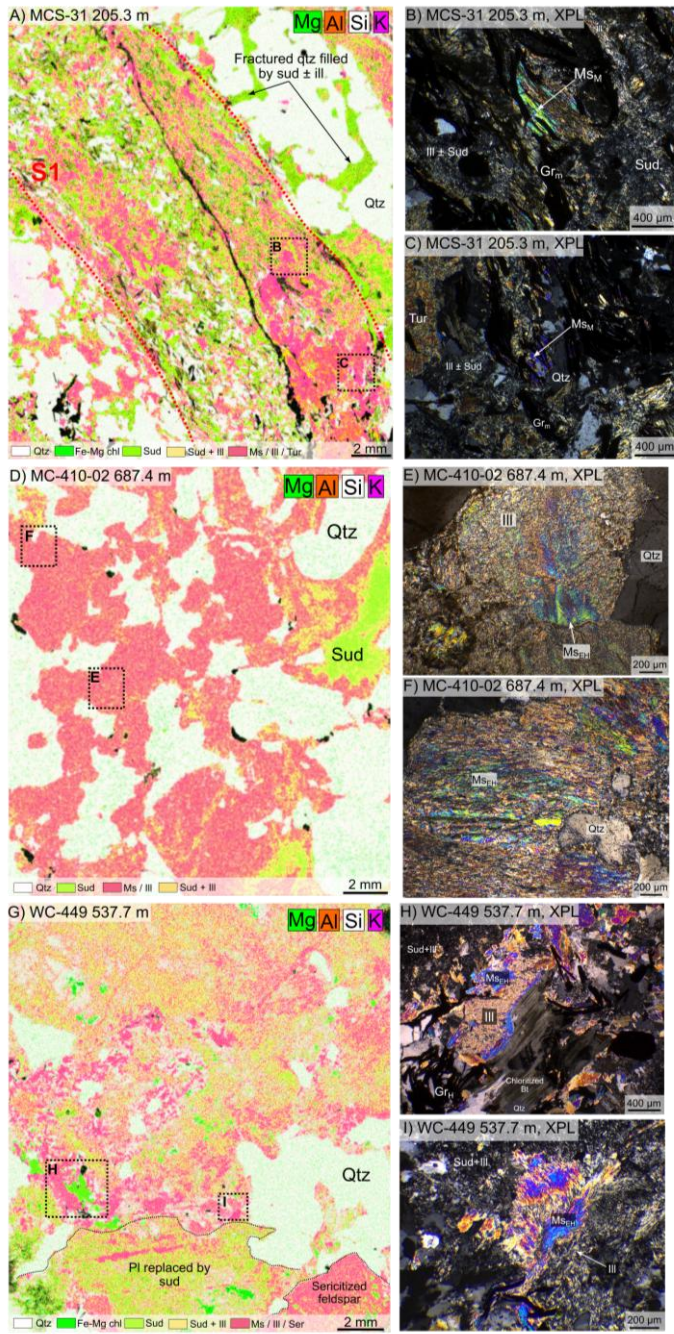 A) MCS-31 205.3 m
Mg Al Si K
Fractured qtz filled
by sud ± ill
S1
Qtz
B
C
Qtz Fe-Mg chl Sud Sud + Ill Ms / Ill / Tur
2 mm
B) MCS-31 205.3 m, XPL
Ill
MsM
Ill ± Sud
Sud
Grm
400 µm
C) MCS-31 205.3 m, XPL
Tur
MsM
Ill ± Sud
Qtz
Grm
400 µm
D) MC-410-02 687.4 m
Mg Al Si K
F
Qtz
Sud
E
Qtz Sud Ms / Ill Sud + Ill
2 mm
E) MC-410-02 687.4 m, XPL
Ill
Qtz
MsEH
200 µm
F) MC-410-02 687.4 m, XPL
MsEH
Qtz
200 µm
G) WC-449 537.7 m
Mg Al Si K
H
I
Qtz
Pl replaced by
sud
Sericitized
feldspar
Qtz Fe-Mg chl Sud Sud + Ill Ms / Ill / Ser
2 mm
H) WC-449 537.7 m, XPL
Sud+Ill
MsEH
Ill
Chloritized
Bt
GrH
Qtz
400 µm
I) WC-449 537.7 m, XPL
Sud+Ill
MsEH
Ill
200 µm